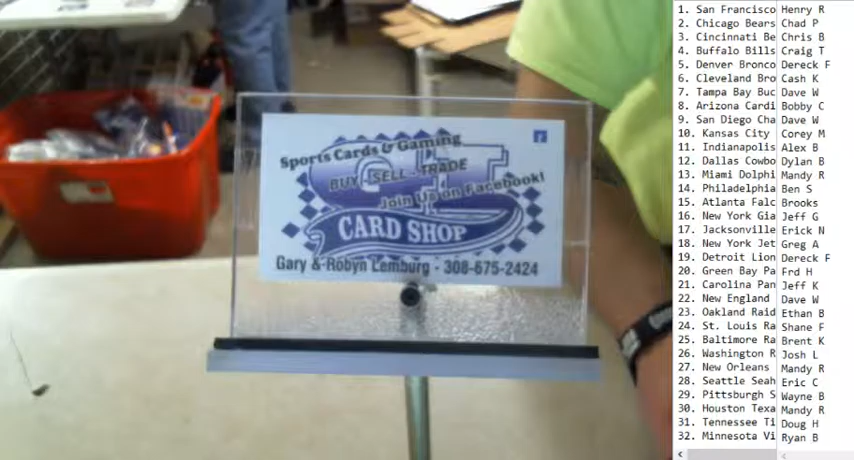 Sports Cards & Gaming
BUY - SELL - TRADE
Join Us on Facebook!
CARD SHOP
Gary & Robyn Lemburg - 308-675-2424
1. San Francisco Henry R
2. Chicago Bears Chad P
3. Cincinnati Be Chris B
4. Buffalo Bills Craig T
5. Denver Bronco Dereck F
6. Cleveland Bro Cash K
7. Tampa Bay Buc Dave W
8. Arizona Cardi Bobby C
9. San Diego Cha Dave W
10. Kansas City Corey M
11. Indianapolis Alex B
12. Dallas Cowbo Dylan B
13. Miami Dolphi Mandy R
14. Philadelphia Ben S
15. Atlanta Falc Brooks
16. New York Gia Jeff G
17. Jacksonville Erick N
18. New York Jet Greg A
19. Detroit Lion Dereck F
20. Green Bay Pa Frd H
21. Carolina Pan Jeff K
22. New England Dave W
23. Oakland Raid Ethan B
24. St. Louis Ra Shane F
25. Baltimore Ra Brent K
26. Washington R Josh L
27. New Orleans Mandy R
28. Seattle Seah Eric C
29. Pittsburgh S Wayne B
30. Houston Texa Mandy R
31. Tennessee Ti Doug H
32. Minnesota Vi Ryan B